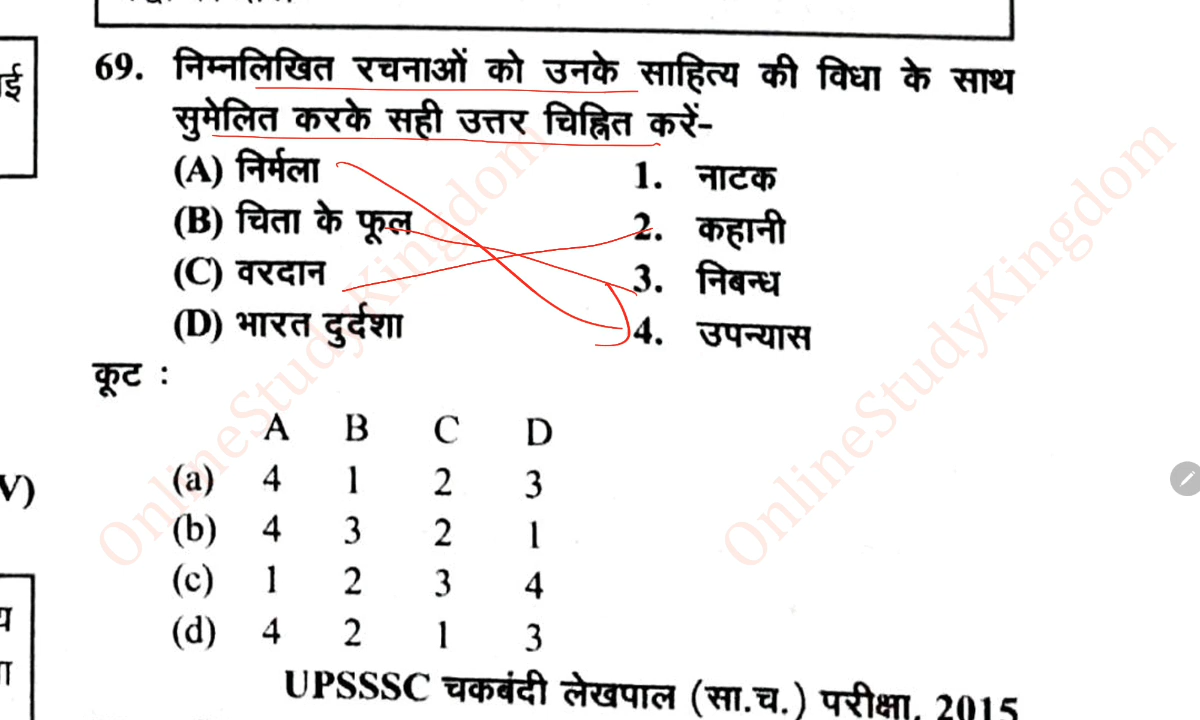 69. निम्नलिखित रचनाओं को उनके साहित्य की विधा के साथ
सुमेलित करके सही उत्तर चिह्नित करें-
(A) निर्मला 1. नाटक
(B) चिता के फूल 2. कहानी
(C) वरदान 3. निबन्ध
(D) भारत दुर्दशा 4. उपन्यास
कूट :
A B C D
(a) 4 1 2 3
(b) 4 3 2 1
(c) 1 2 3 4
(d) 4 2 1 3
UPSSSC चकबंदी लेखपाल (सा.च.) परीक्षा, 2015
OnlineStudyKingdom
OnlineStudyKingdom